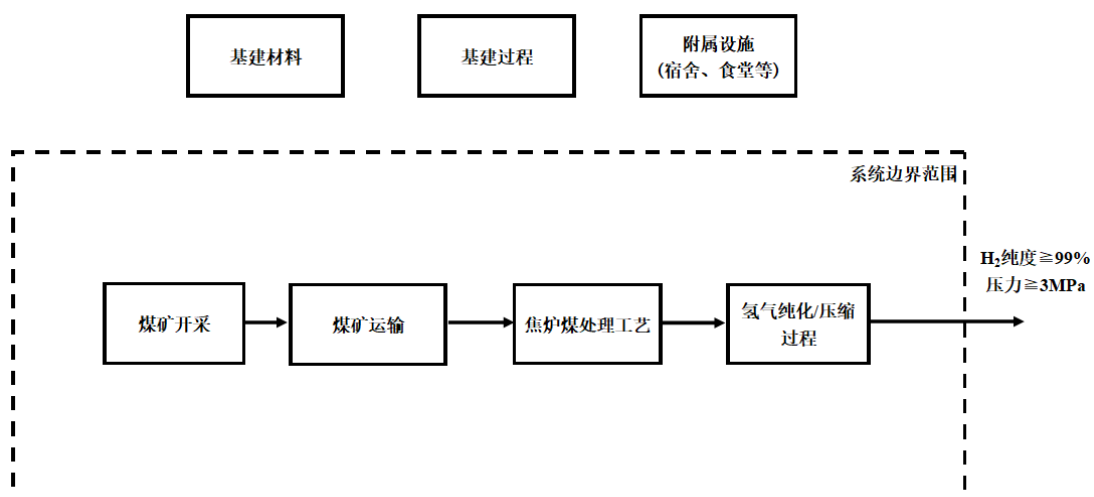 基建材料
基建过程
附属设施
(宿舍、食堂等)
系统边界范围
H₂纯度≧99%
压力≧3MPa
煤矿开采
煤矿运输
焦炉煤处理工艺
氢气纯化/压缩
过程